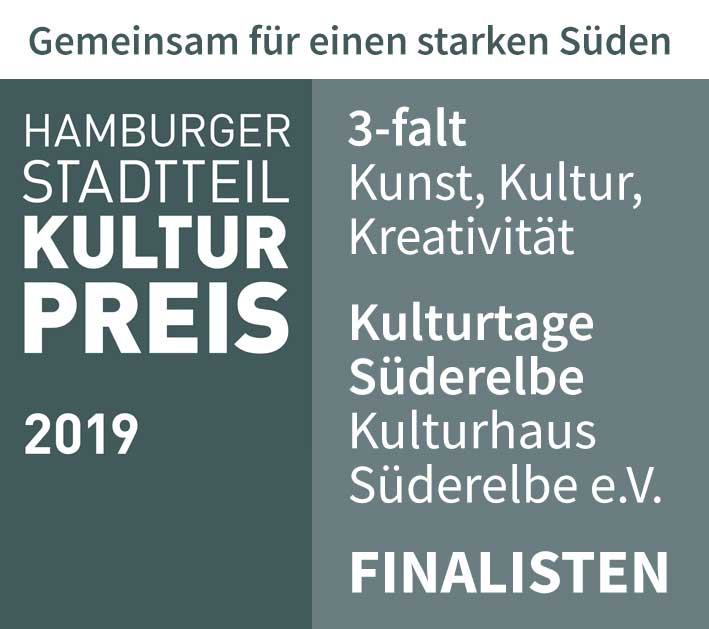 Gemeinsam für einen starken Süden
HAMBURGER
STADTTEIL
KULTUR
PREIS
2019
3-falt
Kunst, Kultur,
Kreativität
Kulturtage
Süderelbe
Kulturhaus
Süderelbe e.V.
FINALISTEN